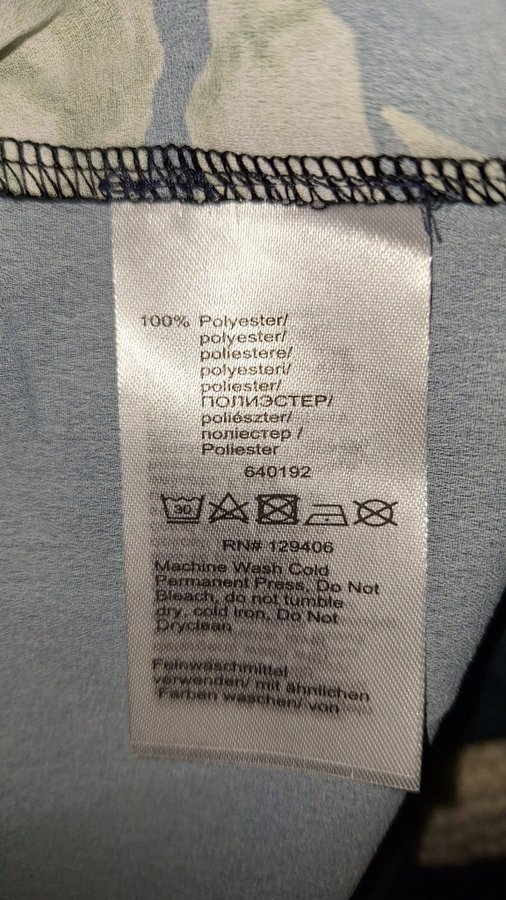 100% Polyester/
polyester/
poliestere/
polyesteri/
poliester/
ПОЛИЭСТЕР/
poliészter/
поліестер /
Poliester
640192
30
RN# 129406
Machine Wash Cold
Permanent Press, Do Not
Bleach, do not tumble
dry, cold iron, Do Not
Dryclean
Feinwaschmittel
verwenden/ mit ähnlichen
Farben waschen/ von